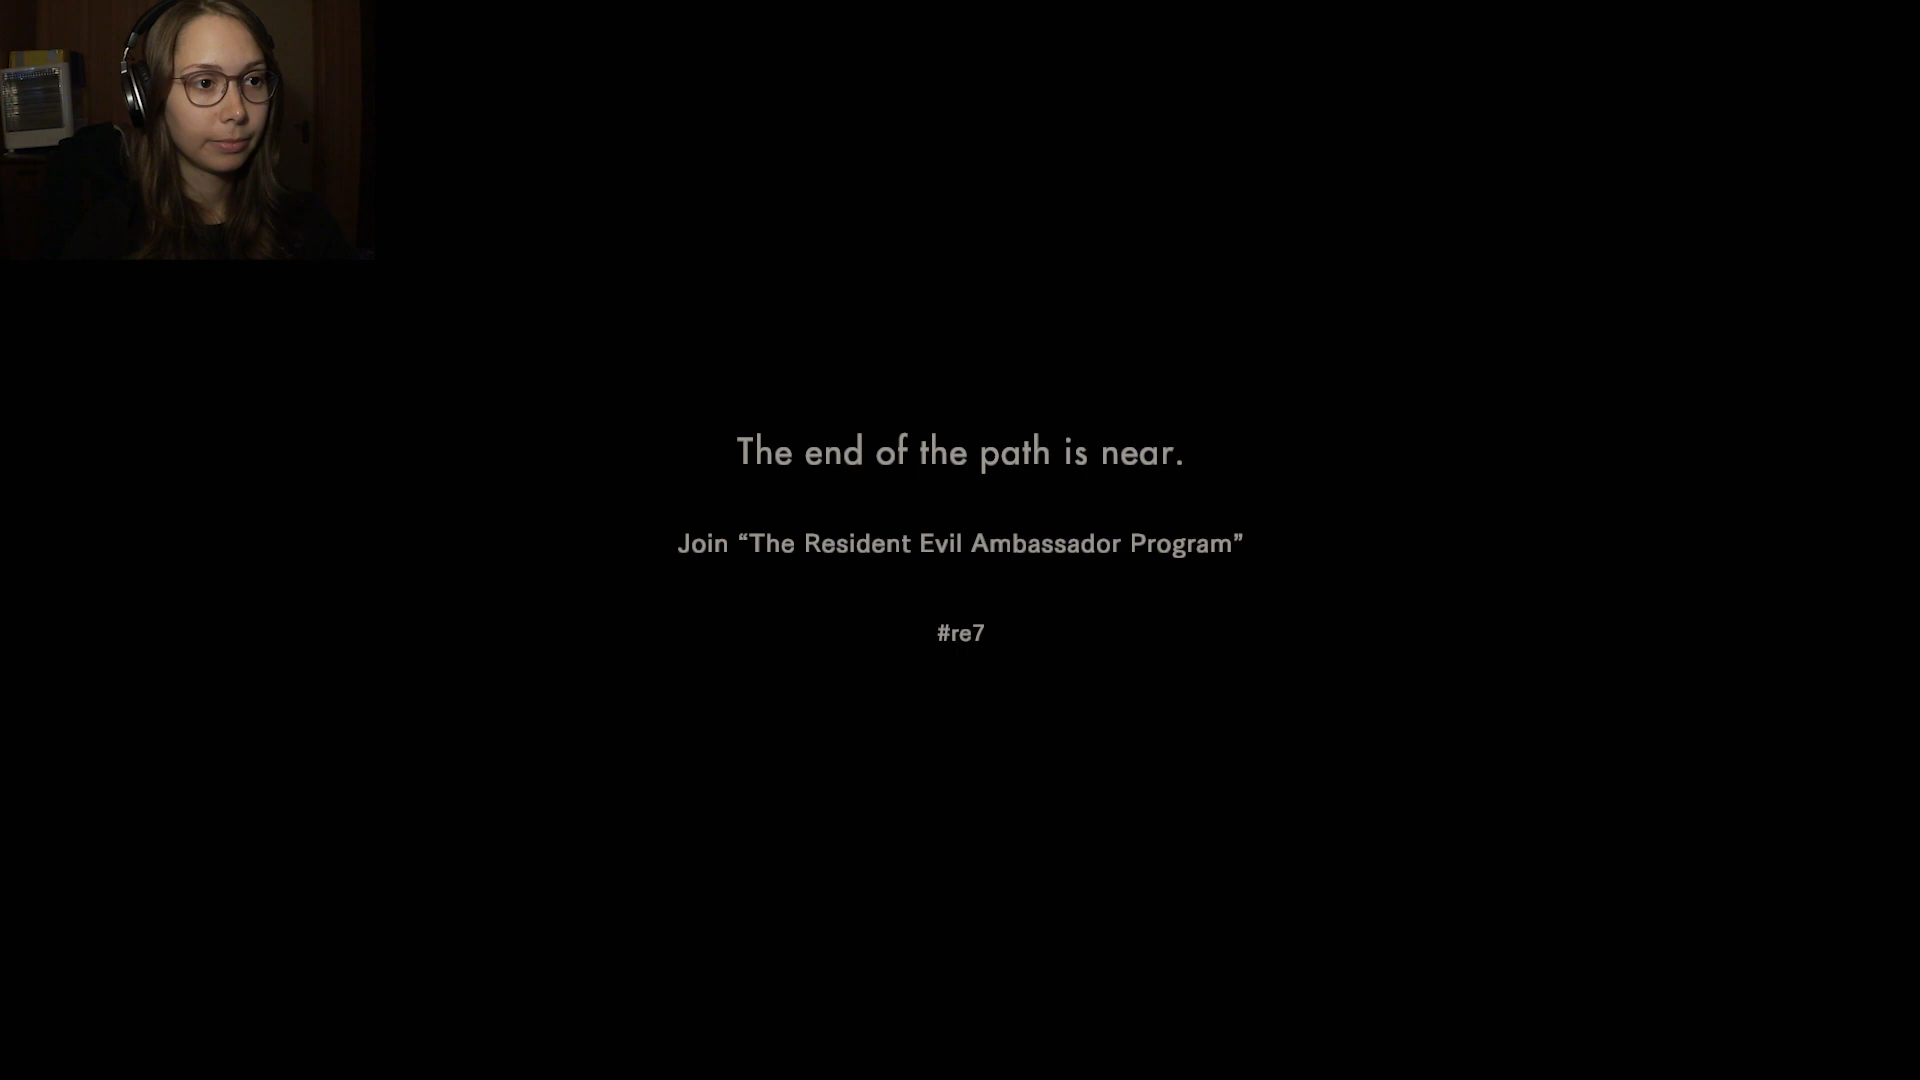 The end of the path is near.
Join “The Resident Evil Ambassador Program”
#re7